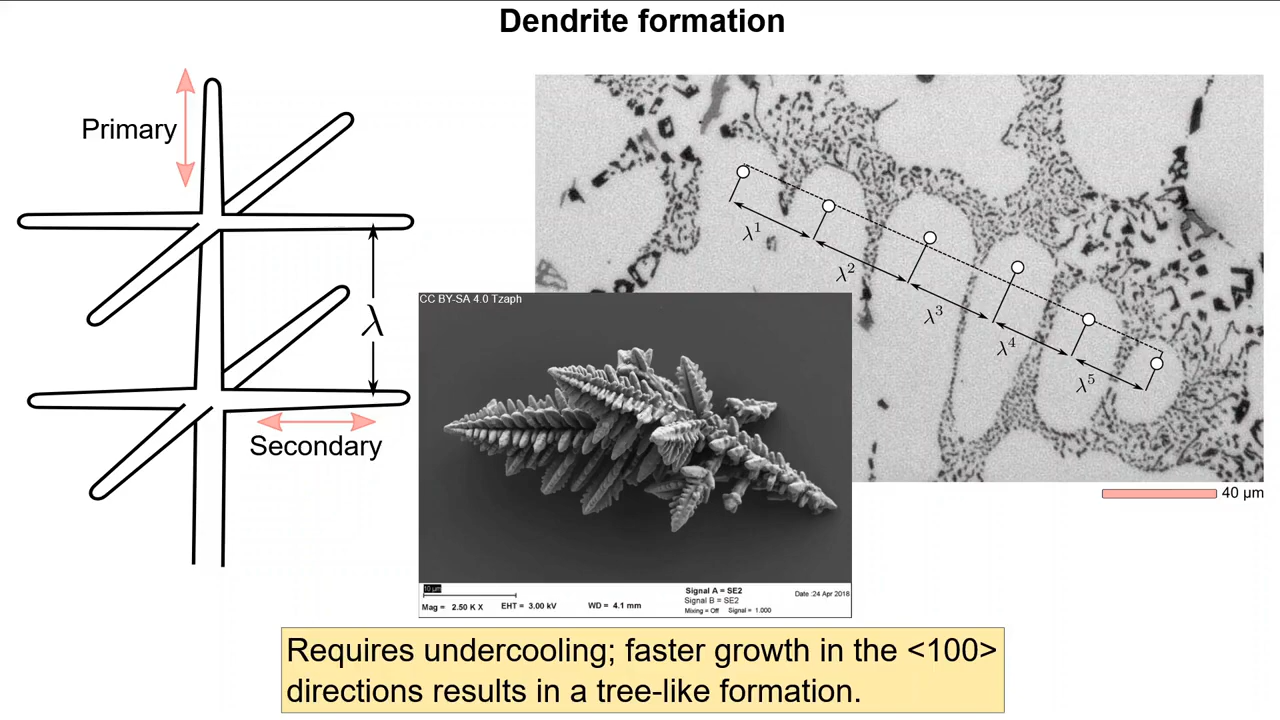 Dendrite formation
Primary
λ
Secondary
λ1
λ2
λ3
λ4
λ5
40 μm
CC BY-SA 4.0 Tzaph
10 μm
Mag = 2.50 K X
EHT = 3.00 kV
WD = 4.1 mm
Signal A = SE2
Signal B = SE2
Mixing = Off Signal = 1.000
Date :24 Apr 2018
Requires undercooling; faster growth in the <100>
directions results in a tree-like formation.